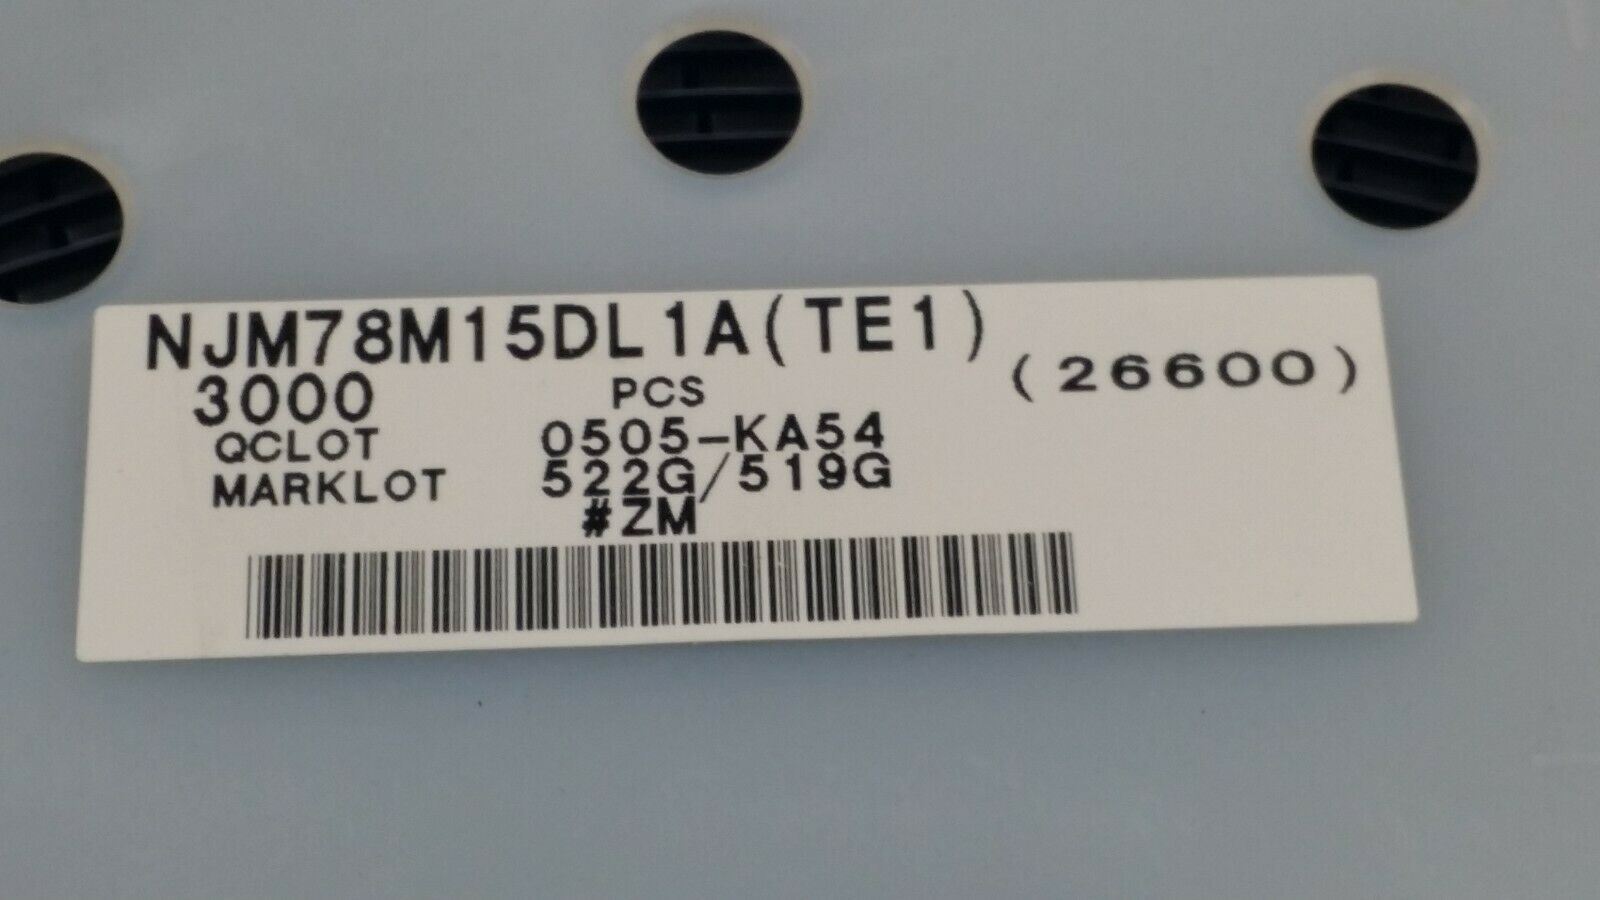 NJM78M15DL1A(TE1)
(26600)
3000 PCS
QCLOT 0505-KA54
MARKLOT 522G/519G
#ZM